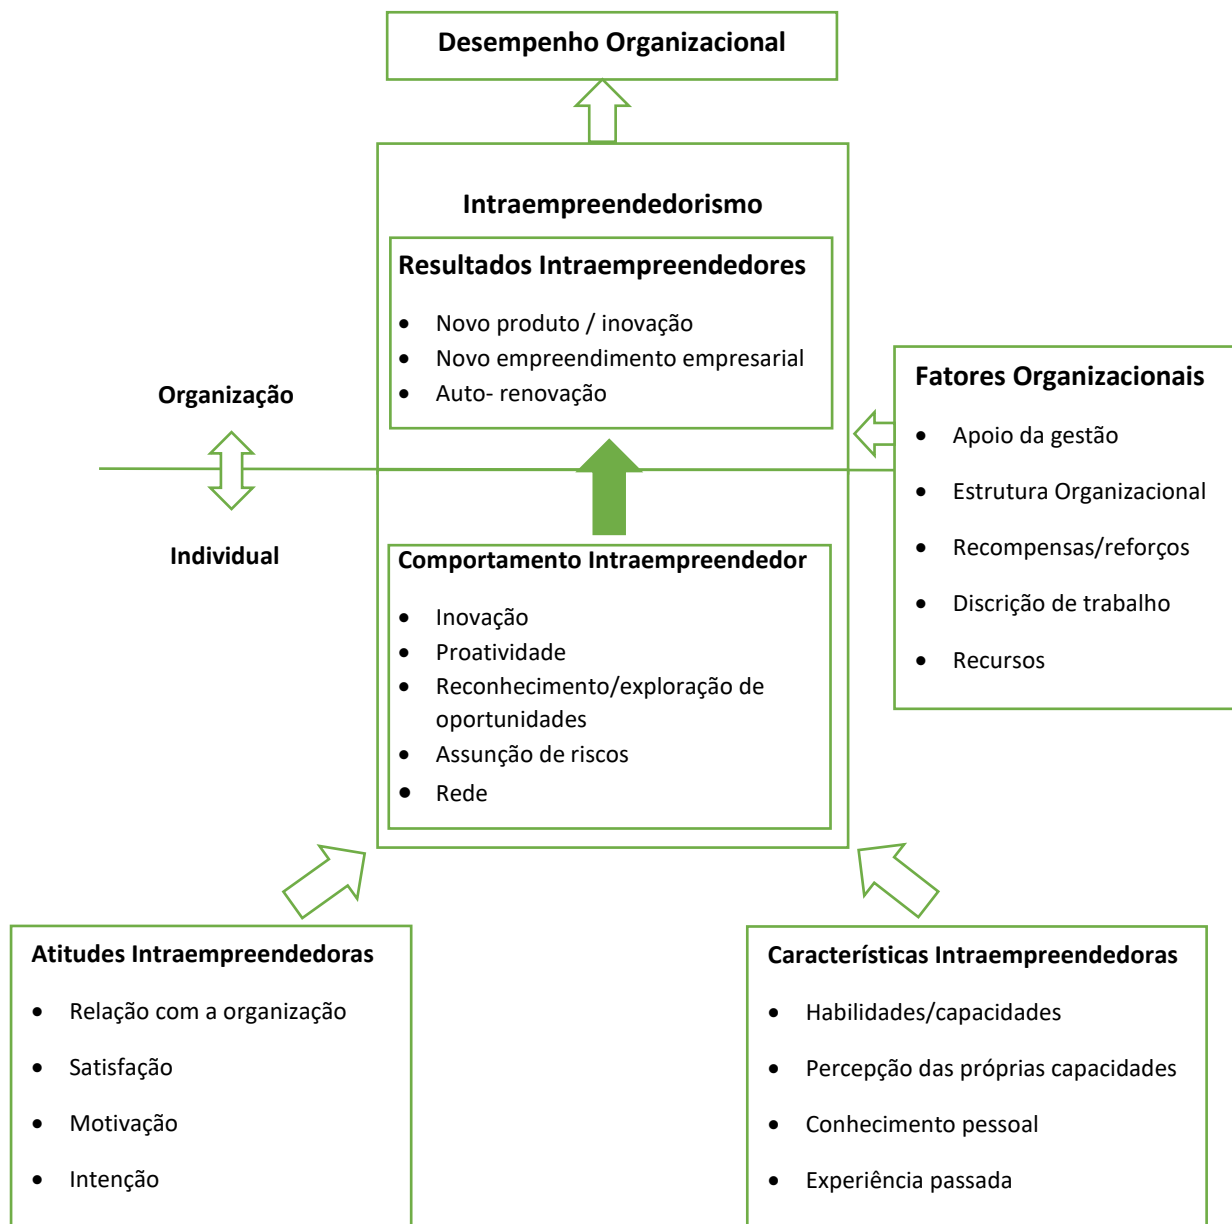 Desempenho Organizacional
Intraempreendedorismo
Resultados Intraempreendedores
• Novo produto / inovação
• Novo empreendimento empresarial
• Auto- renovação
Organização
Individual
Fatores Organizacionais
• Apoio da gestão
• Estrutura Organizacional
• Recompensas/reforços
• Discrição de trabalho
• Recursos
Comportamento Intraempreendedor
• Inovação
• Proatividade
• Reconhecimento/exploração de
oportunidades
• Assunção de riscos
• Rede
Atitudes Intraempreendedoras
• Relação com a organização
• Satisfação
• Motivação
• Intenção
Características Intraempreendedoras
• Habilidades/capacidades
• Percepção das próprias capacidades
• Conhecimento pessoal
• Experiência passada